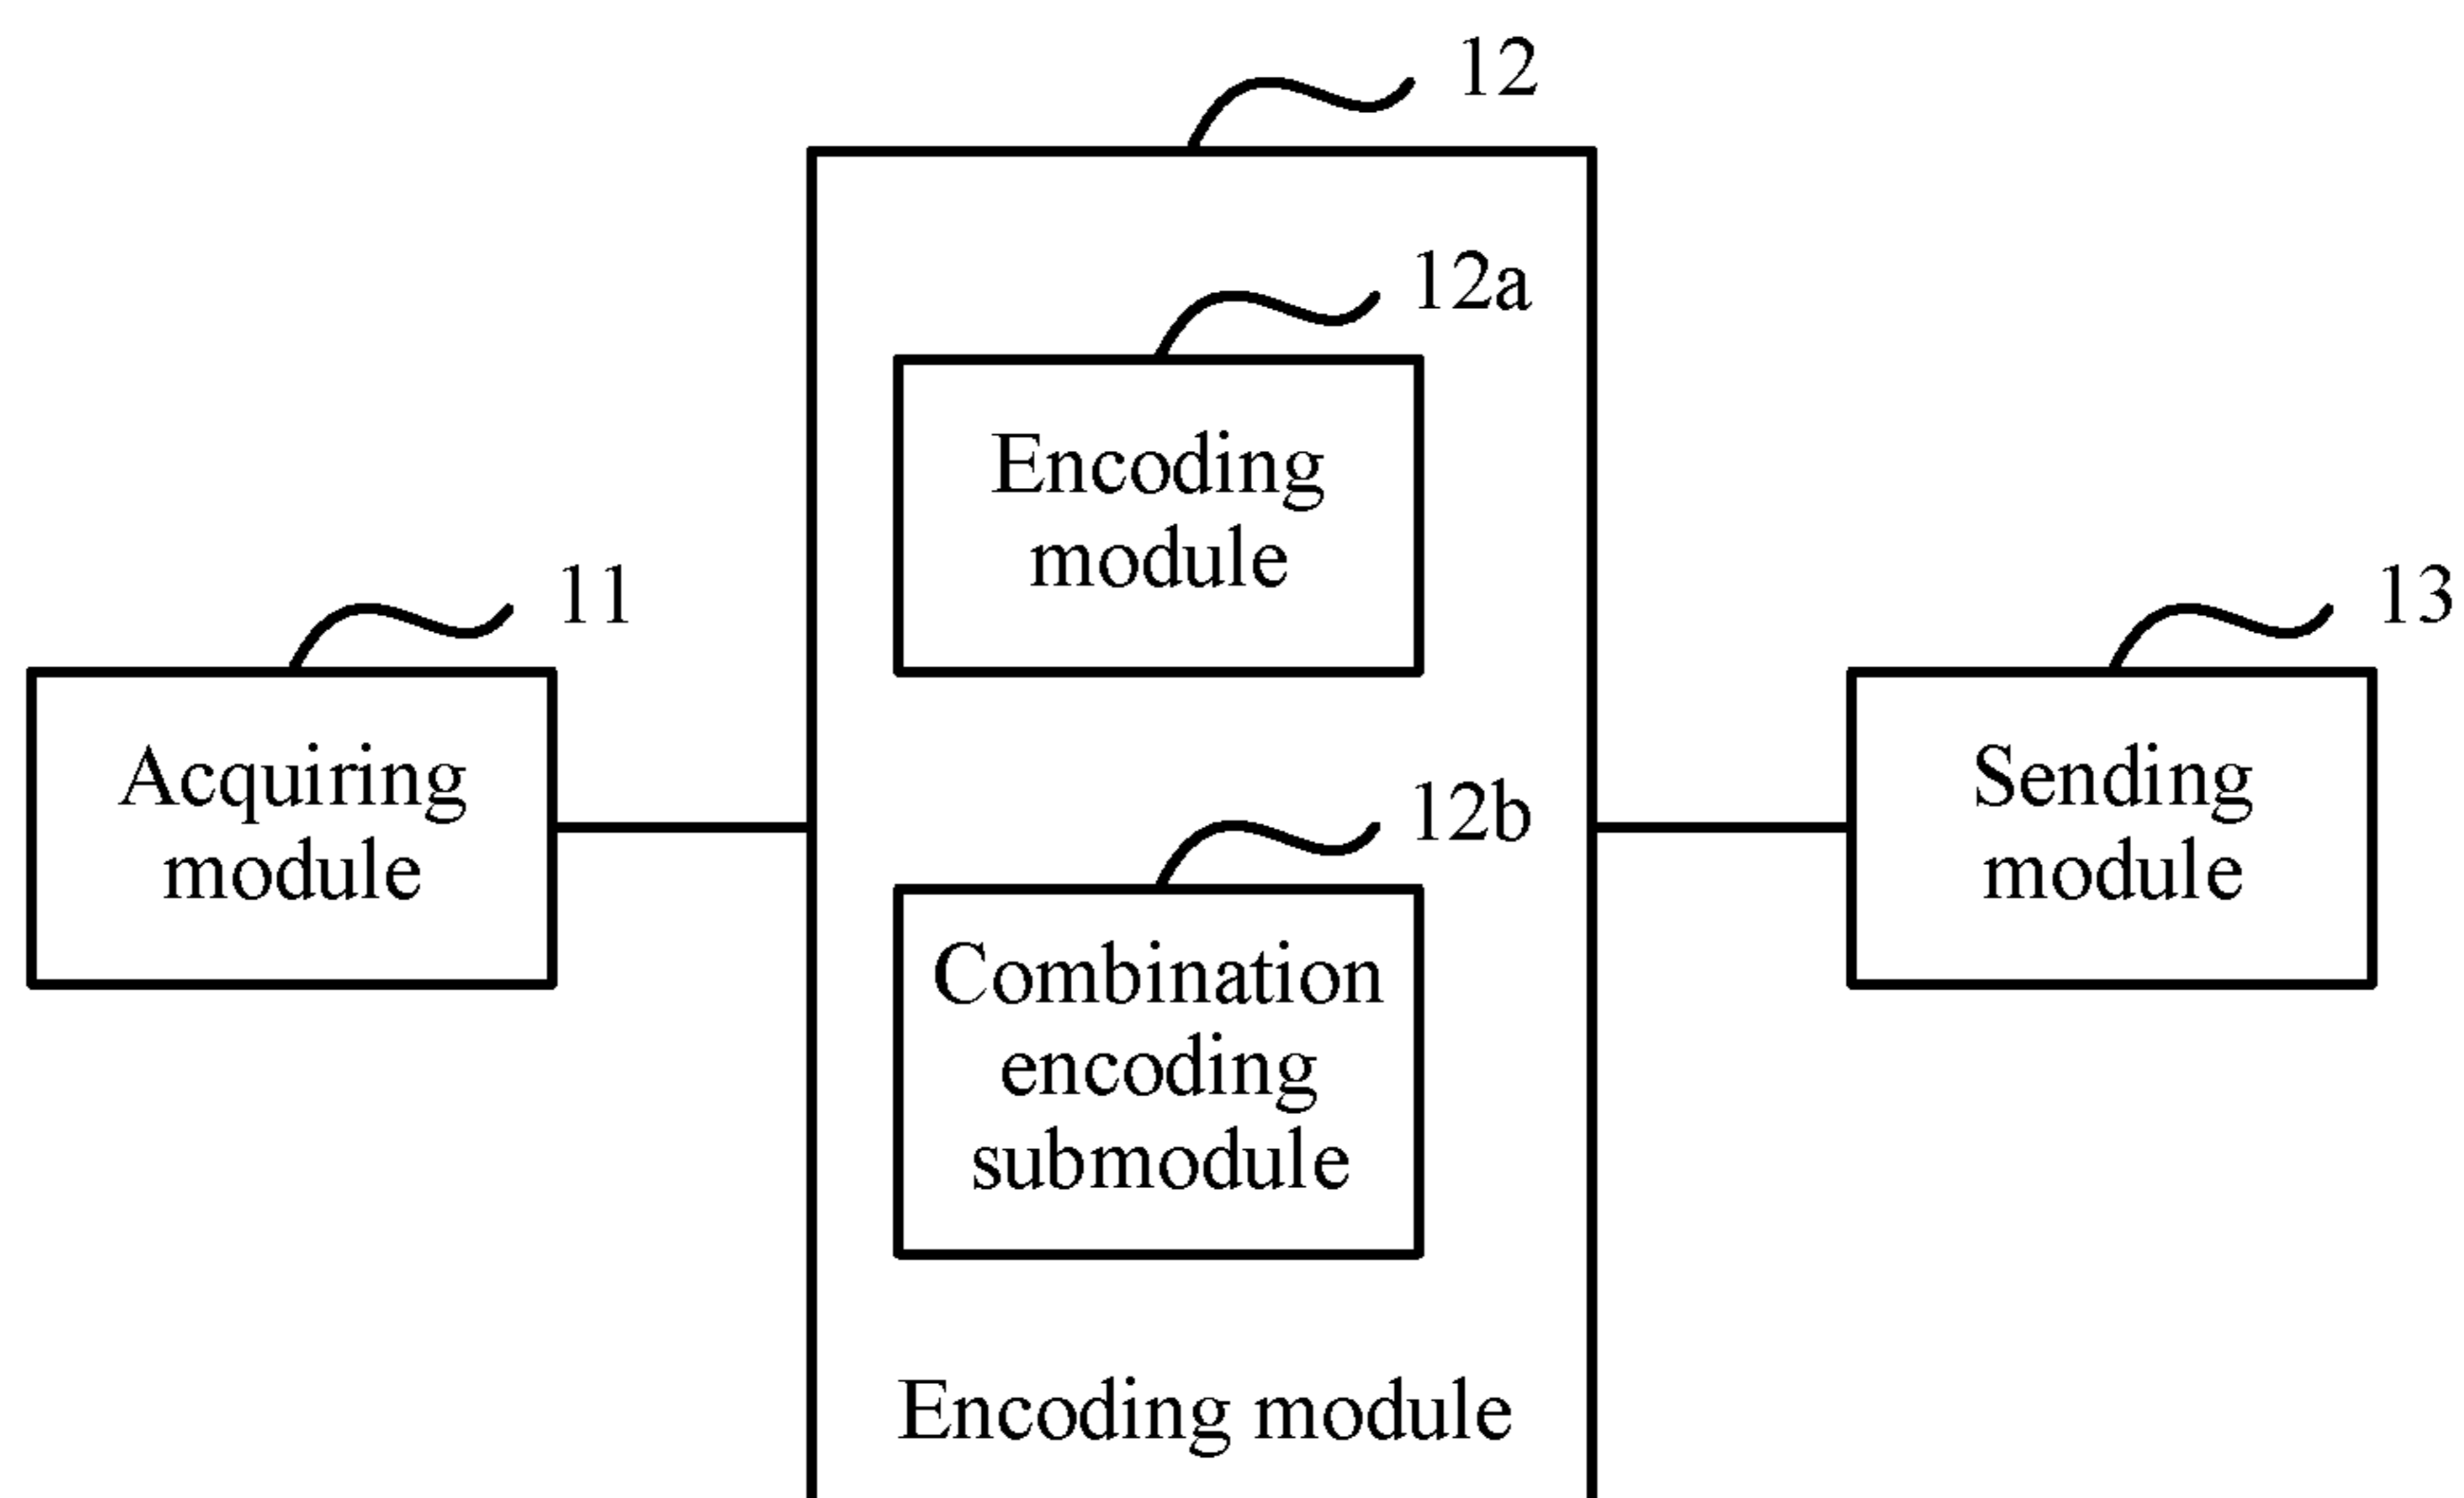 12
12a
Encoding
module
11
Acquiring
module
12b
Combination
encoding
submodule
13
Sending
module
Encoding module